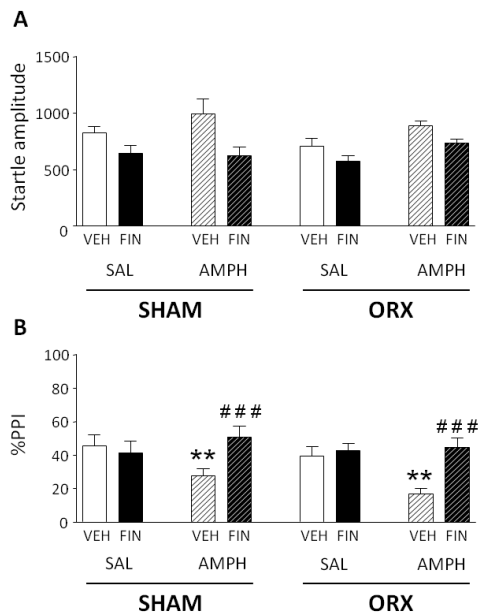 A
Startle amplitude
1500
1000
500
0
VEH FIN VEH FIN VEH FIN VEH FIN
SAL AMPH SAL AMPH
SHAM ORX
B
%PPI
100
80
60
40
20
0
** ### ** ###
VEH FIN VEH FIN VEH FIN VEH FIN
SAL AMPH SAL AMPH
SHAM ORX